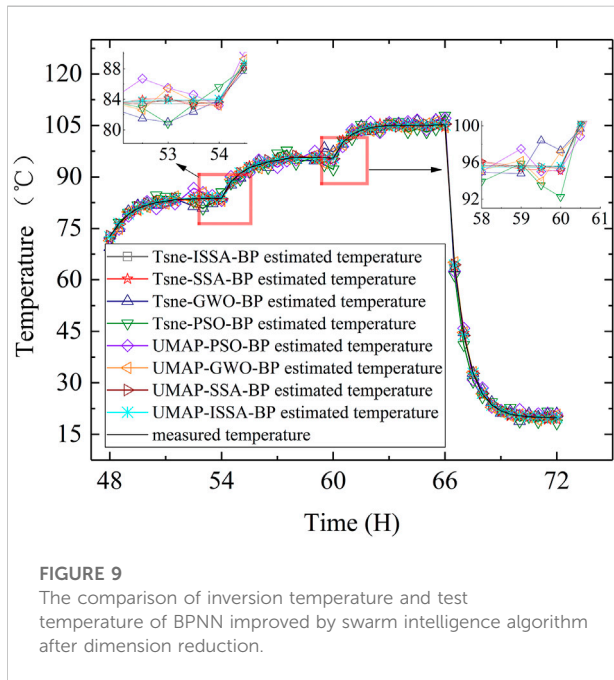 120
105
90
75
60
45
30
15
Temperature （℃）
88
84
80
53
54
100
96
92
58
59
60
Tsne-ISSA-BP estimated temperature
Tsne-SSA-BP estimated temperature
Tsne-GWO-BP estimated temperature
Tsne-PSO-BP estimated temperature
UMAP-PSO-BP estimated temperature
UMAP-GWO-BP estimated temperature
UMAP-SSA-BP estimated temperature
UMAP-ISSA-BP estimated temperature
measured temperature
48
54
60
66
72
Time (H)
FIGURE 9
The comparison of inversion temperature and test
temperature of BPNN improved by swarm intelligence algorithm
after dimension reduction.